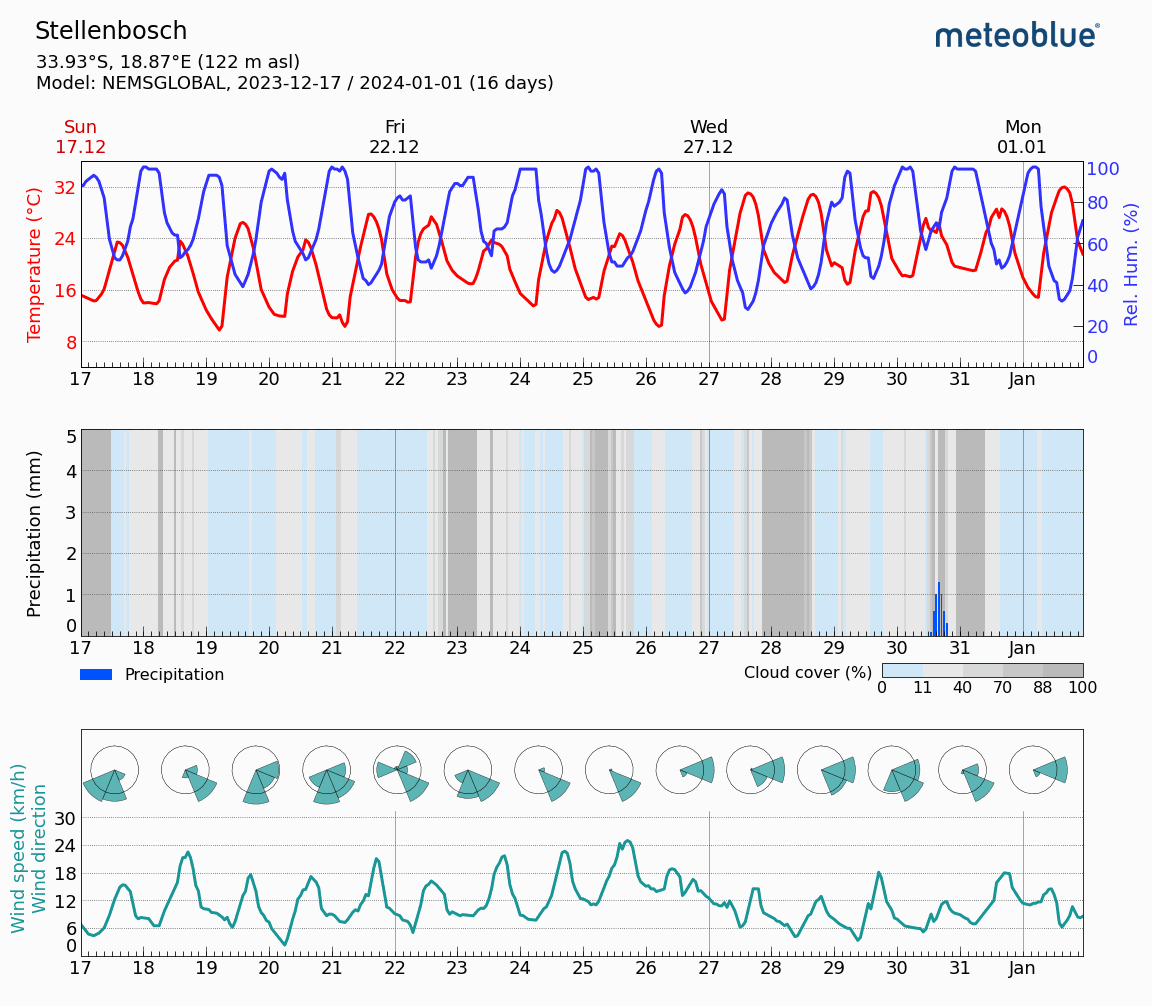 Stellenbosch
meteoblue®
33.93°S, 18.87°E (122 m asl)
Model: NEMSGLOBAL, 2023-12-17 / 2024-01-01 (16 days)
Sun Fri Wed Mon
17.12 22.12 27.12 01.01
Temperature (°C)
32
24
16
8
100
80
60
40
20
0
Rel. Hum. (%)
17 18 19 20 21 22 23 24 25 26 27 28 29 30 31 Jan
Precipitation (mm)
5
4
3
2
1
0
17 18 19 20 21 22 23 24 25 26 27 28 29 30 31 Jan
Precipitation
Cloud cover (%)
0 11 40 70 88 100
Wind speed (km/h)
Wind direction
30
24
18
12
6
0
17 18 19 20 21 22 23 24 25 26 27 28 29 30 31 Jan